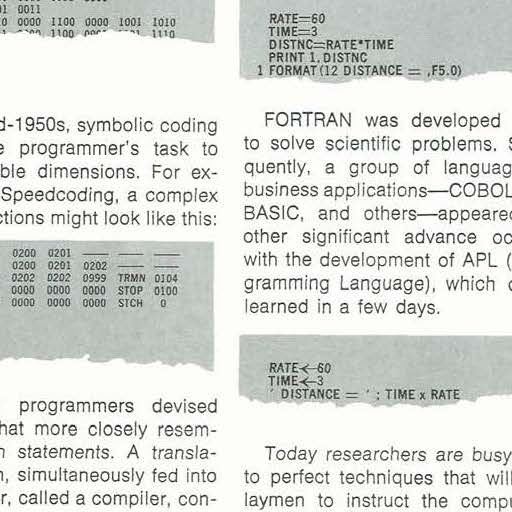 01 0011
0 0000 1100 0000 1001 1010
1100 1110
d-1950s, symbolic coding
programmer's task to
ble dimensions. For ex-
Speedcoding, a complex
ctions might look like this:
0200 0201 —— —— ——
0200 0201 0202 —— ——
0202 0202 0999 TRMN 0104
0000 0000 0000 STOP 0100
0000 0000 0000 STCH 0
programmers devised
hat more closely resem-
statements. A transla-
, simultaneously fed into
r, called a compiler, con-
RATE=60
TIME=3
DISTNC=RATE*TIME
PRINT 1, DISTNC
1 FORMAT(12 DISTANCE = ,F5.0)
FORTRAN was developed
to solve scientific problems. S
quently, a group of languag
business applications—COBOL
BASIC, and others—appeared
other significant advance oc
with the development of APL (
gramming Language), which c
learned in a few days.
RATE←60
TIME←3
' DISTANCE = ' ; TIME x RATE
Today researchers are busy
to perfect techniques that will
laymen to instruct the compu